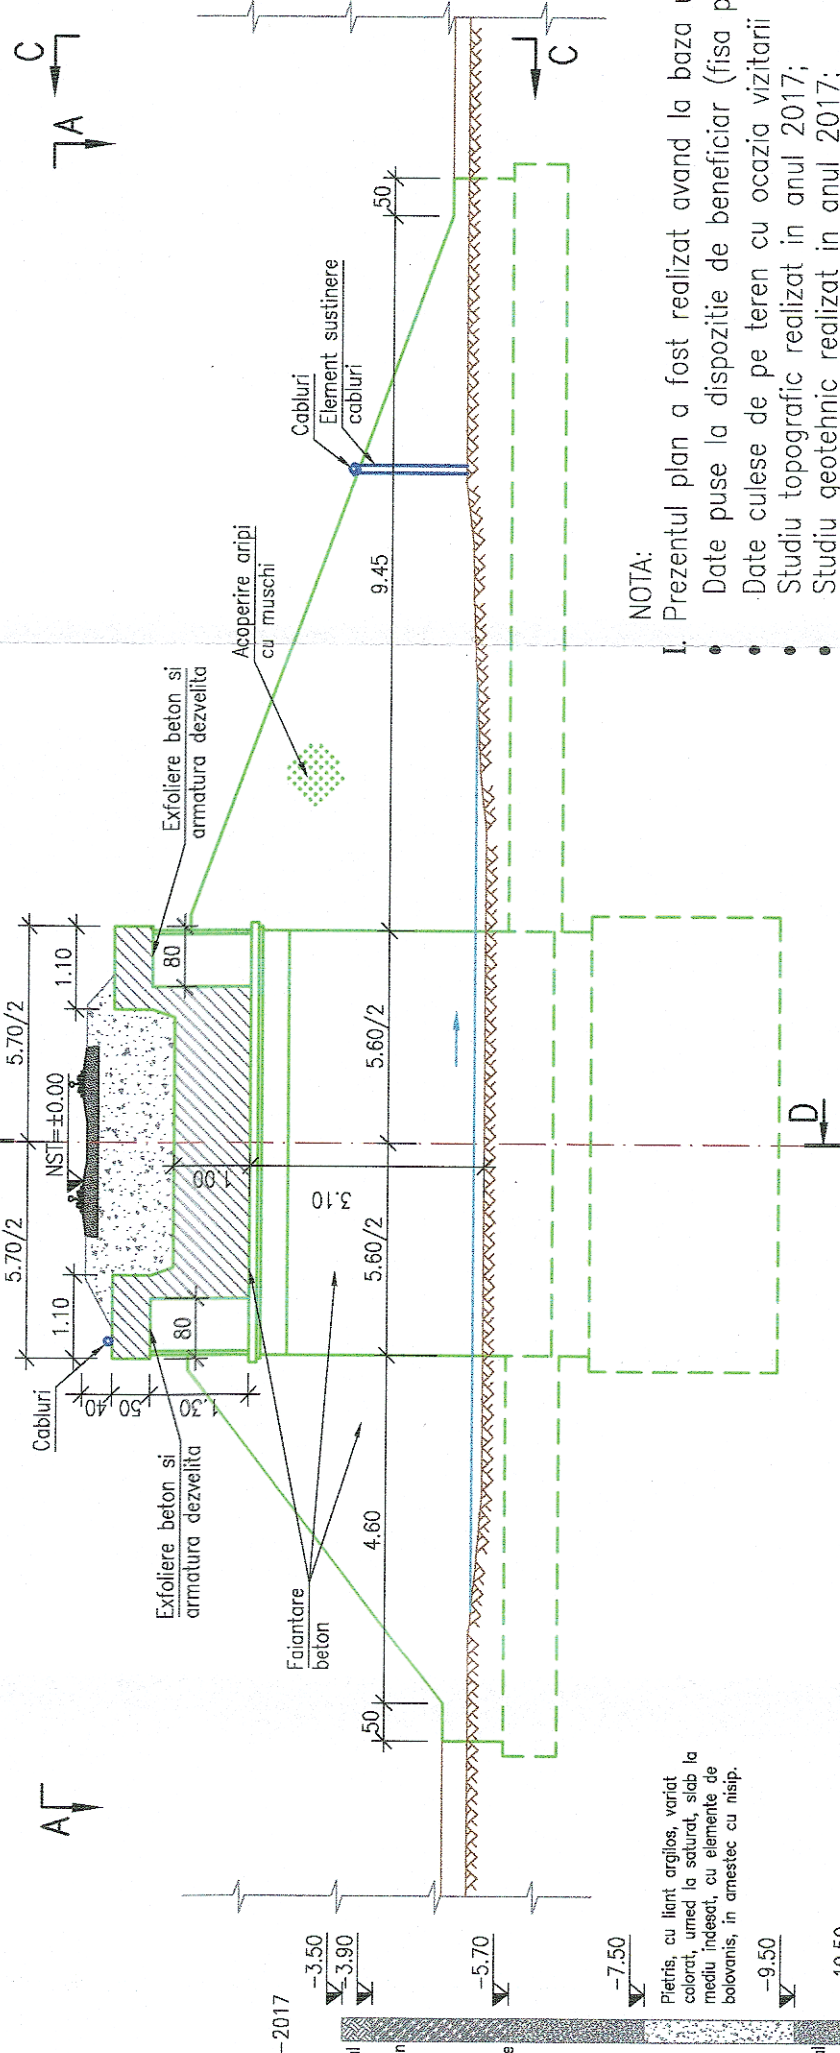 C
A
C
A
D
5.70/2
5.70/2
1.10
1.10
NST=±0.00
Cabluri
40
50
1.30
80
80
1.00
3.10
Exfoliere beton si
armatura dezvelita
Exfoliere beton si
armatura dezvelita
Acoperire aripi
cu muschi
Cabluri
Element sustinere
cabluri
Faiantare
beton
50
4.60
5.60/2
5.60/2
9.45
50
-2017
-3.50
-3.90
-5.70
-7.50
-9.50
Pietris, cu liant argilos, variat
colorat, umed la saturat, slab la
mediu indesat, cu elemente de
bolovanis, in amestec cu nisip.
NOTA:
I. Prezentul plan a fost realizat avand la baza
• Date puse la dispozitie de beneficiar (fisa
• Date culese de pe teren cu ocazia vizitarii
• Studiu topografic realizat in anul 2017;
• Studiu geotehnic realizat in anul 2017;